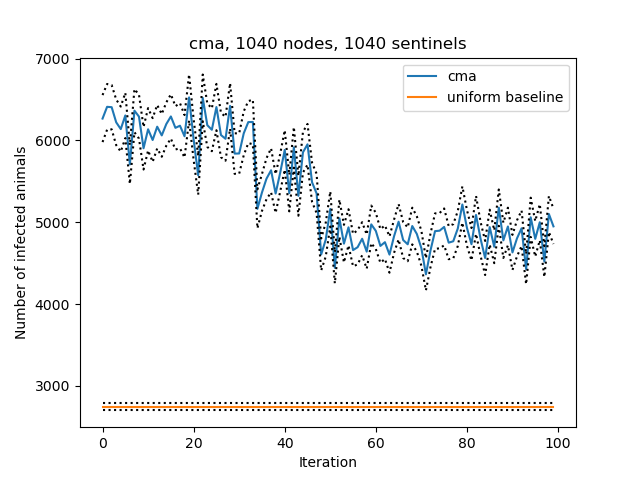 cma, 1040 nodes, 1040 sentinels
cma
uniform baseline
7000
6000
5000
4000
3000
Number of infected animals
0 20 40 60 80 100
Iteration